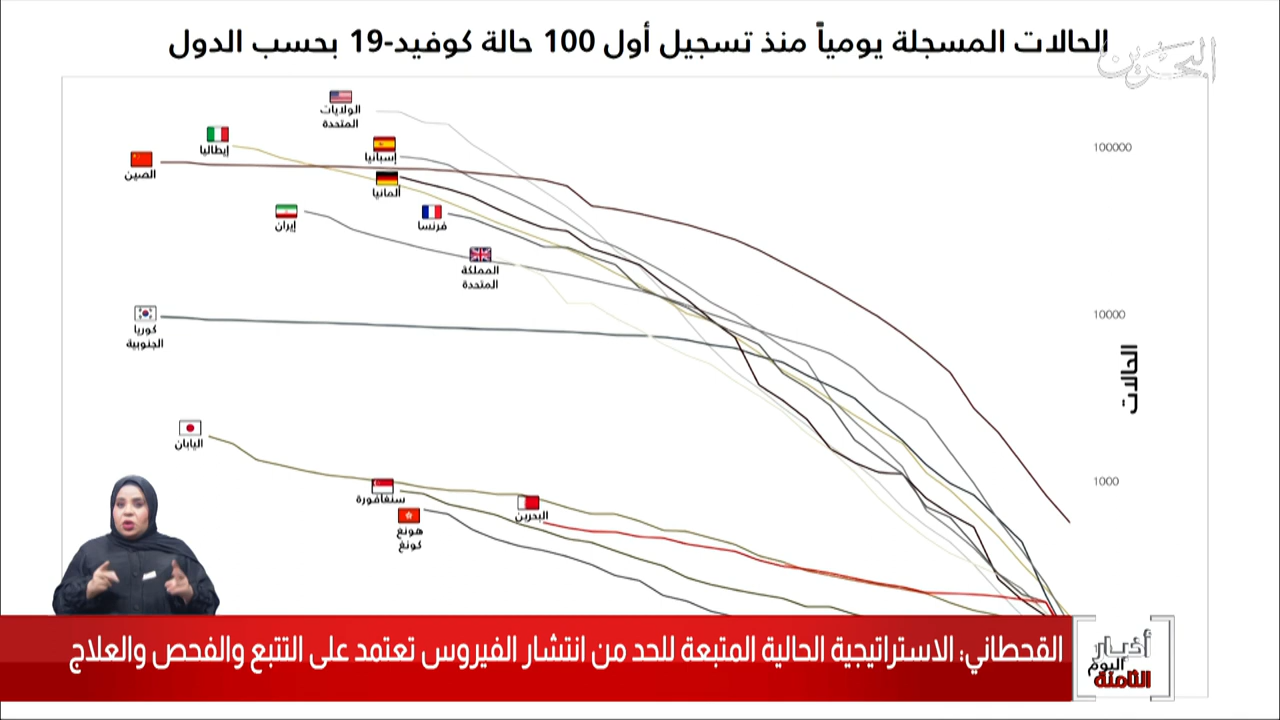 الحالات المسجلة يومياً منذ تسجيل أول 100 حالة كوفيد-19 بحسب الدول
البحرين
الولايات
المتحدة
إيطاليا
إسبانيا
الصين
ألمانيا
إيران
فرنسا
المملكة
المتحدة
كوريا
الجنوبية
اليابان
سنغافورة
البحرين
هونغ
كونغ
100000
10000
الحالات
1000
القحطاني: الاستراتيجية الحالية المتبعة للحد من انتشار الفيروس تعتمد على التتبع والفحص والعلاج
أخبار
اليوم
الثامنة